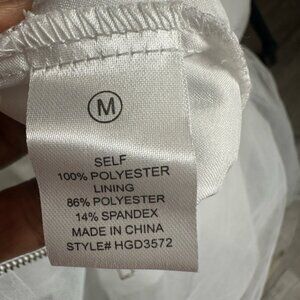 M
SELF
100% POLYESTER
LINING
86% POLYESTER
14% SPANDEX
MADE IN CHINA
STYLE# HGD3572